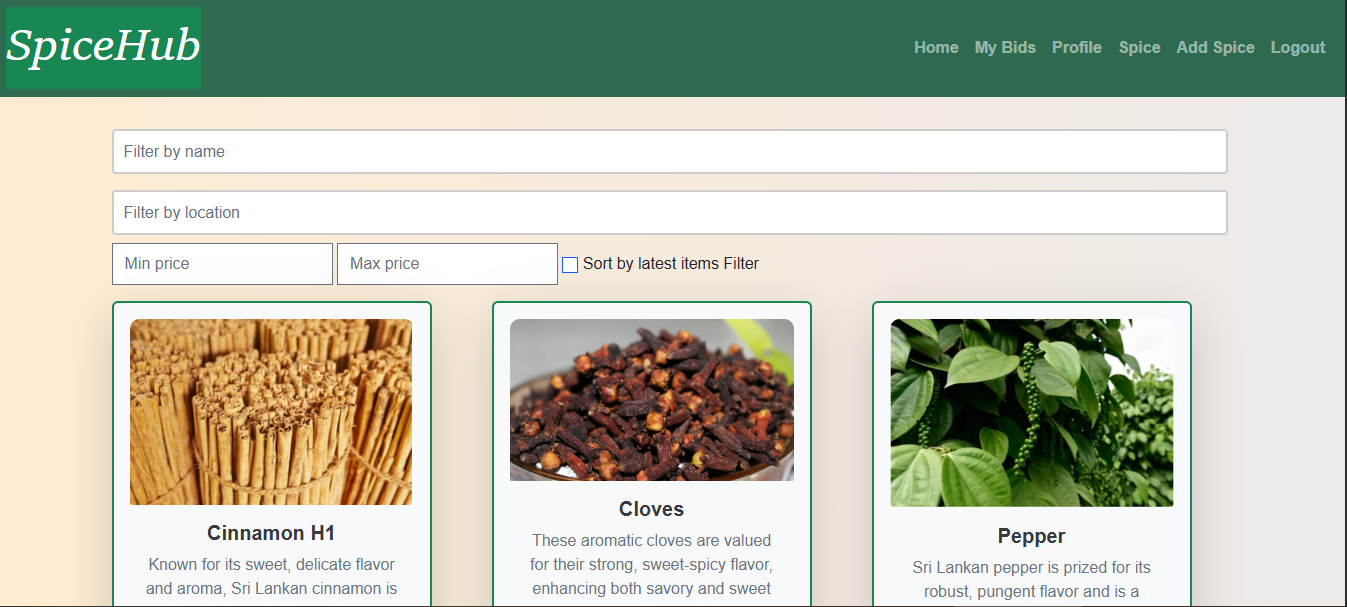 SpiceHub
Home My Bids Profile Spice Add Spice Logout
Filter by name
Filter by location
Min price Max price Sort by latest items Filter
Cinnamon H1
Known for its sweet, delicate flavor
and aroma, Sri Lankan cinnamon is
Cloves
These aromatic cloves are valued
for their strong, sweet-spicy flavor,
enhancing both savory and sweet
Pepper
Sri Lankan pepper is prized for its
robust, pungent flavor and is a